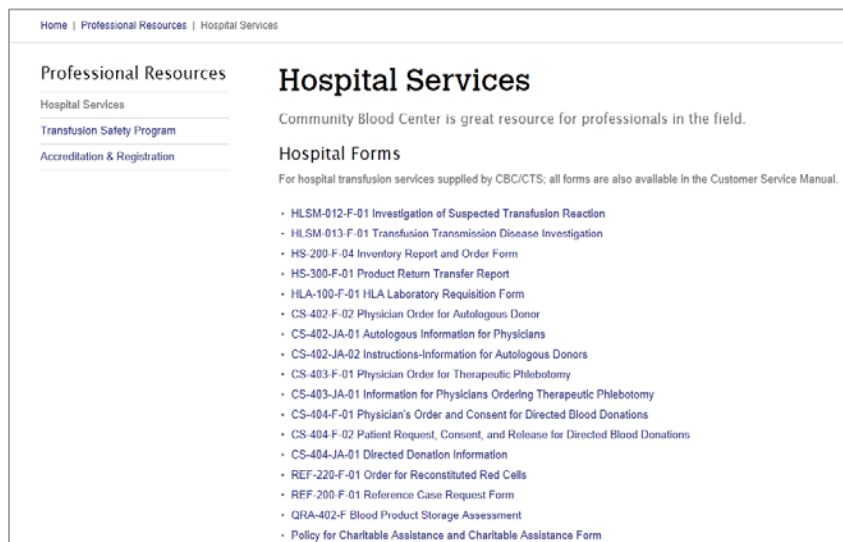 Home | Professional Resources | Hospital Services
Professional Resources
Hospital Services
Transfusion Safety Program
Accreditation & Registration
Hospital Services
Community Blood Center is great resource for professionals in the field.
Hospital Forms
For hospital transfusion services supplied by CBC/CTS; all forms are also available in the Customer Service Manual.
• HLSM-012-F-01 Investigation of Suspected Transfusion Reaction
• HLSM-013-F-01 Transfusion Transmission Disease Investigation
• HS-200-F-04 Inventory Report and Order Form
• HS-300-F-01 Product Return Transfer Report
• HLA-100-F-01 HLA Laboratory Requisition Form
• CS-402-F-02 Physician Order for Autologous Donor
• CS-402-JA-01 Autologous Information for Physicians
• CS-402-JA-02 Instructions-Information for Autologous Donors
• CS-403-F-01 Physician Order for Therapeutic Phlebotomy
• CS-403-JA-01 Information for Physicians Ordering Therapeutic Phlebotomy
• CS-404-F-01 Physician's Order and Consent for Directed Blood Donations
• CS-404-F-02 Patient Request, Consent, and Release for Directed Blood Donations
• CS-404-JA-01 Directed Donation Information
• REF-220-F-01 Order for Reconstituted Red Cells
• REF-200-F-01 Reference Case Request Form
• QRA-402-F Blood Product Storage Assessment
• Policy for Charitable Assistance and Charitable Assistance Form